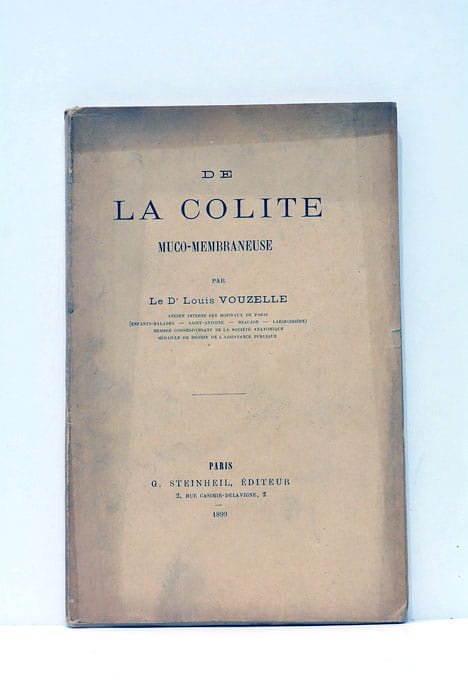 DE
LA COLITE
MUCO-MEMBRANEUSE
PAR
Le Dr Louis VOUZELLE
ANCIEN INTERNE DES HOPITAUX DE PARIS
(ENFANTS-MALADES — SAINT-ANTOINE — BEAUJON — LARIBOISIÈRE)
MEMBRE CORRESPONDANT DE LA SOCIÉTÉ ANATOMIQUE
MÉDAILLE DE BRONZE DE L'ASSISTANCE PUBLIQUE
PARIS
G. STEINHEIL, ÉDITEUR
2, RUE CASIMIR-DELAVIGNE, 2
—
1899